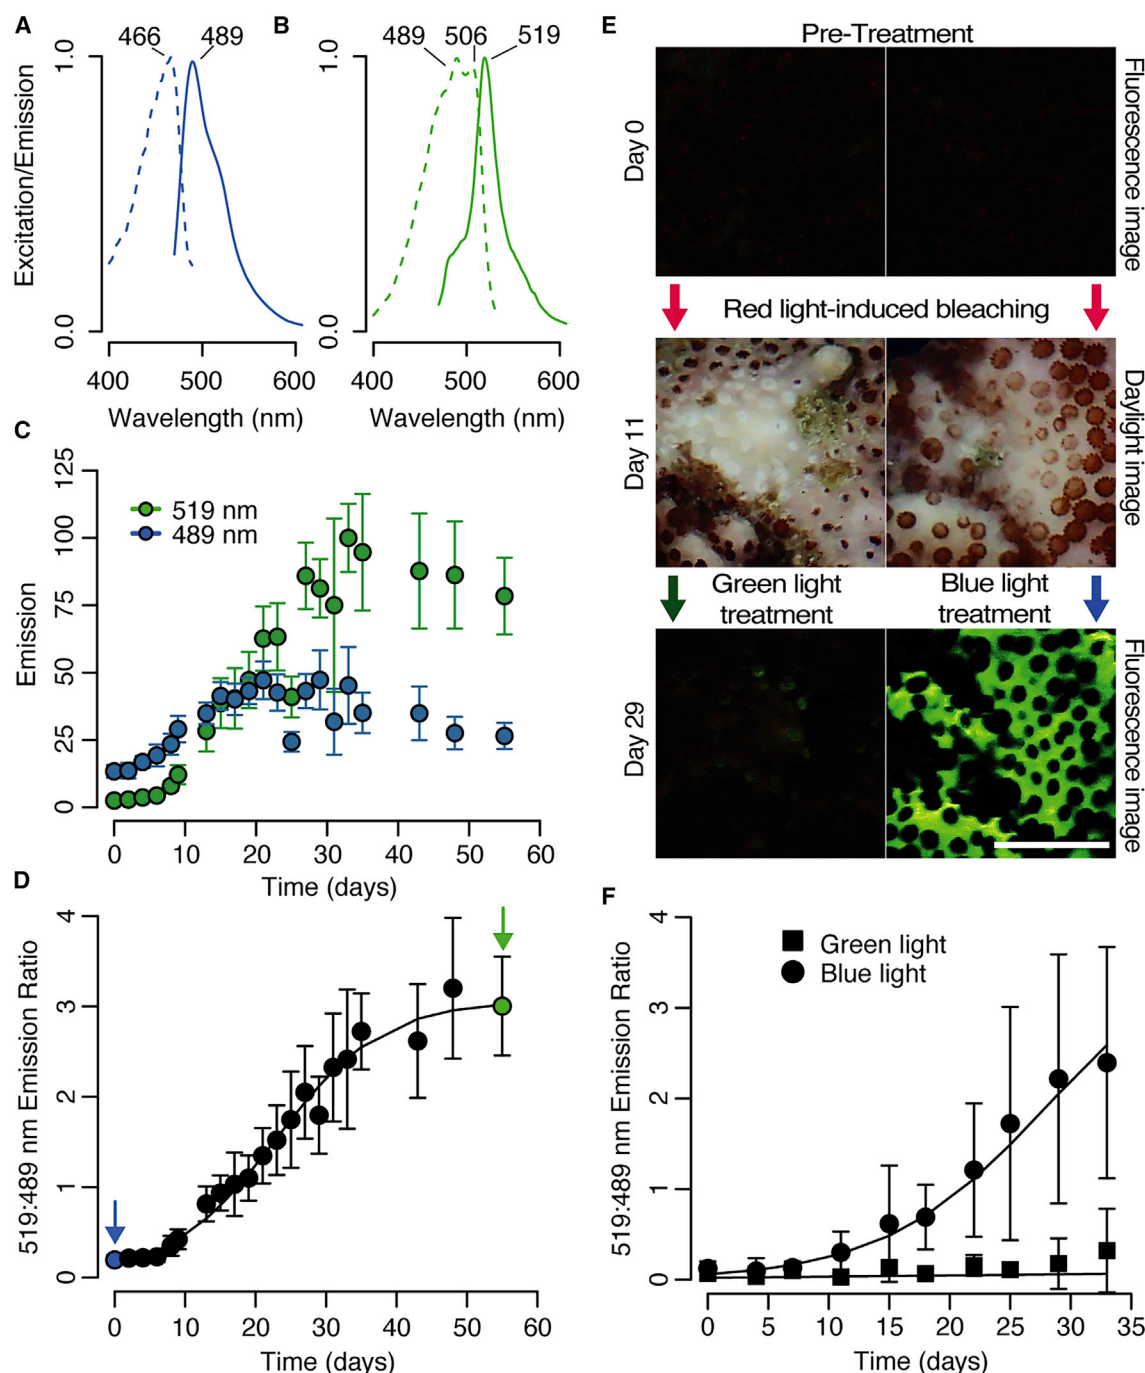 A
466
489
Excitation/Emission
1.0
0.0
400
500
600
Wavelength (nm)
B
489
506
519
1.0
0.0
400
500
600
Wavelength (nm)
C
519 nm
489 nm
Emission
125
100
75
50
25
0
0
10
20
30
40
50
60
Time (days)
D
519:489 nm Emission Ratio
4
3
2
1
0
0
10
20
30
40
50
60
Time (days)
E
Pre-Treatment
Day 0
Fluorescence image
Red light-induced bleaching
Day 11
Daylight image
Green light
treatment
Blue light
treatment
Day 29
Fluorescence image
F
Green light
Blue light
519:489 nm Emission Ratio
4
3
2
1
0
0
5
10
15
20
25
30
35
Time (days)